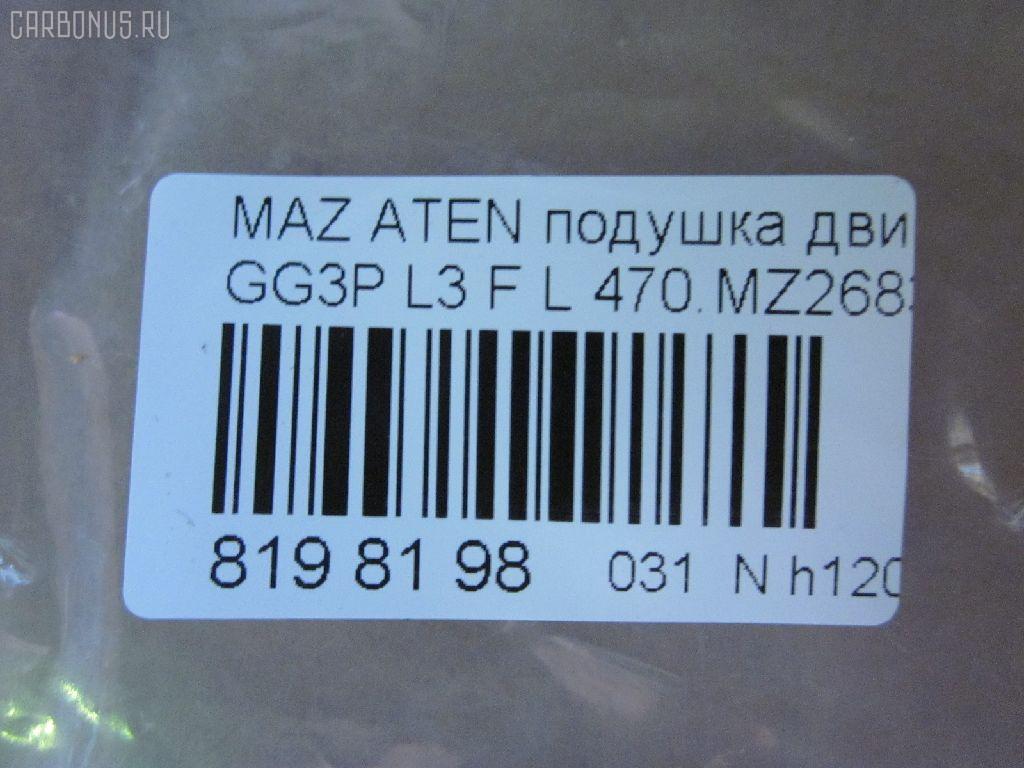 CARBONUS.RU
MAZ ATEN подушка дви
GG3P L3 F L 470. MZ268
819 81 98 031 N h120